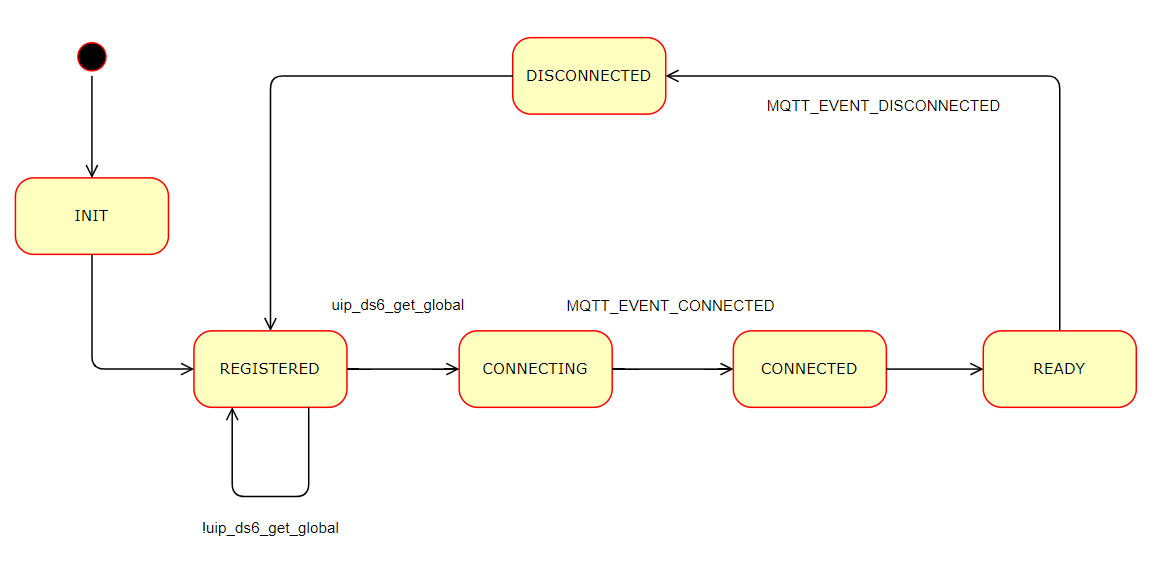 DISCONNECTED
MQTT_EVENT_DISCONNECTED
INIT
uip_ds6_get_global
MQTT_EVENT_CONNECTED
REGISTERED
CONNECTING
CONNECTED
READY
!uip_ds6_get_global